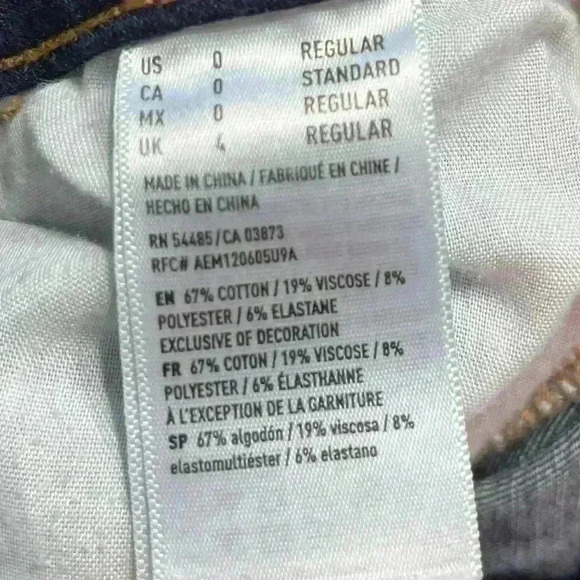 US 0 REGULAR
CA 0 STANDARD
MX 0 REGULAR
UK 4 REGULAR
MADE IN CHINA / FABRIQUÉ EN CHINE /
HECHO EN CHINA
RN 54485/CA 03873
RFC# AEM120605U9A
EN 67% COTTON / 19% VISCOSE / 8%
POLYESTER / 6% ELASTANE
EXCLUSIVE OF DECORATION
FR 67% COTON / 19% VISCOSE / 8%
POLYESTER / 6% ÉLASTHANNE
À L'EXCEPTION DE LA GARNITURE
SP 67% algodón / 19% viscosa / 8%
elastomultiéster / 6% elastano